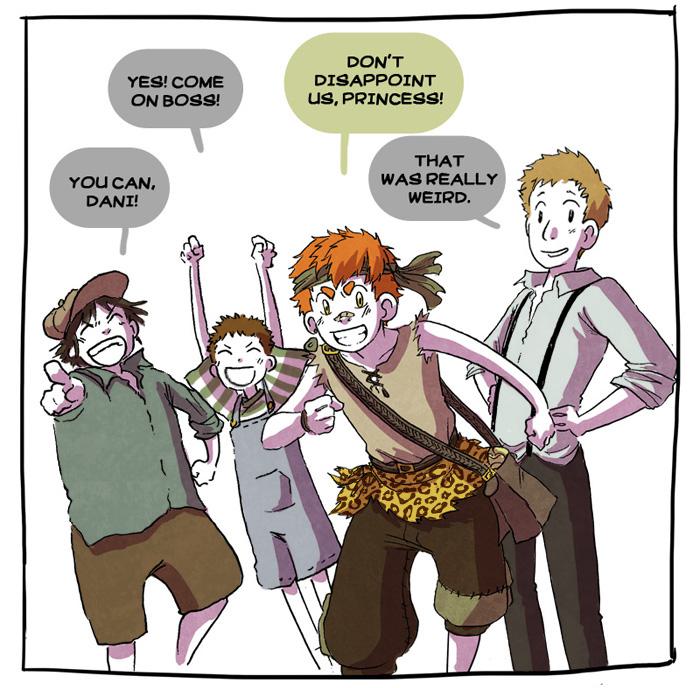 YES! COME
ON BOSS!
DON'T
DISAPPOINT
US, PRINCESS!
YOU CAN,
DANI!
THAT
WAS REALLY
WEIRD.